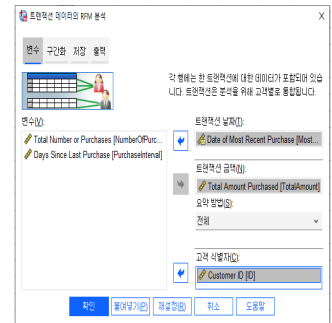 트랜잭션 데이터의 RFM 분석
변수 구간화 저장 출력
각 행에는 한 트랜잭션에 대한 데이터가 포함되어 있습
니다. 트랜잭션은 분석을 위해 고객별로 통합됩니다.
변수(V):
Total Number or Purchases [NumberOfPurc...
Days Since Last Purchase [PurchaseInterval]
트랜잭션 날짜(T):
Date of Most Recent Purchase [Most...
트랜잭션 금액(N):
Total Amount Purchased [TotalAmount]
요약 방법(S):
전체
고객 식별자(C):
Customer ID [ID]
확인 붙여넣기(P) 재설정(R) 취소 도움말